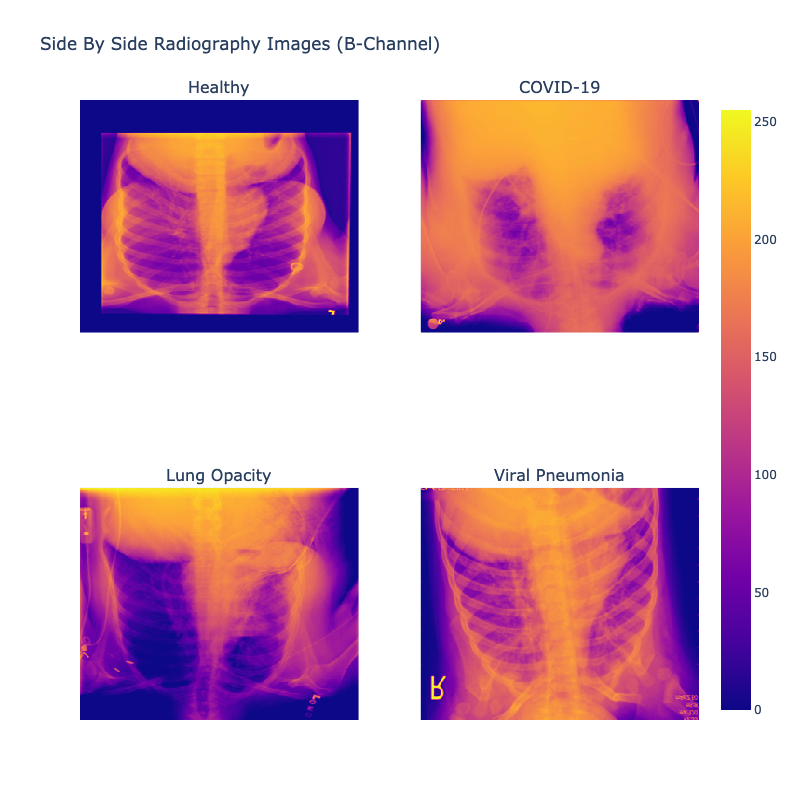 Side By Side Radiography Images (B-Channel)
Healthy
COVID-19
250
200
150
100
50
0
Lung Opacity
Viral Pneumonia
R